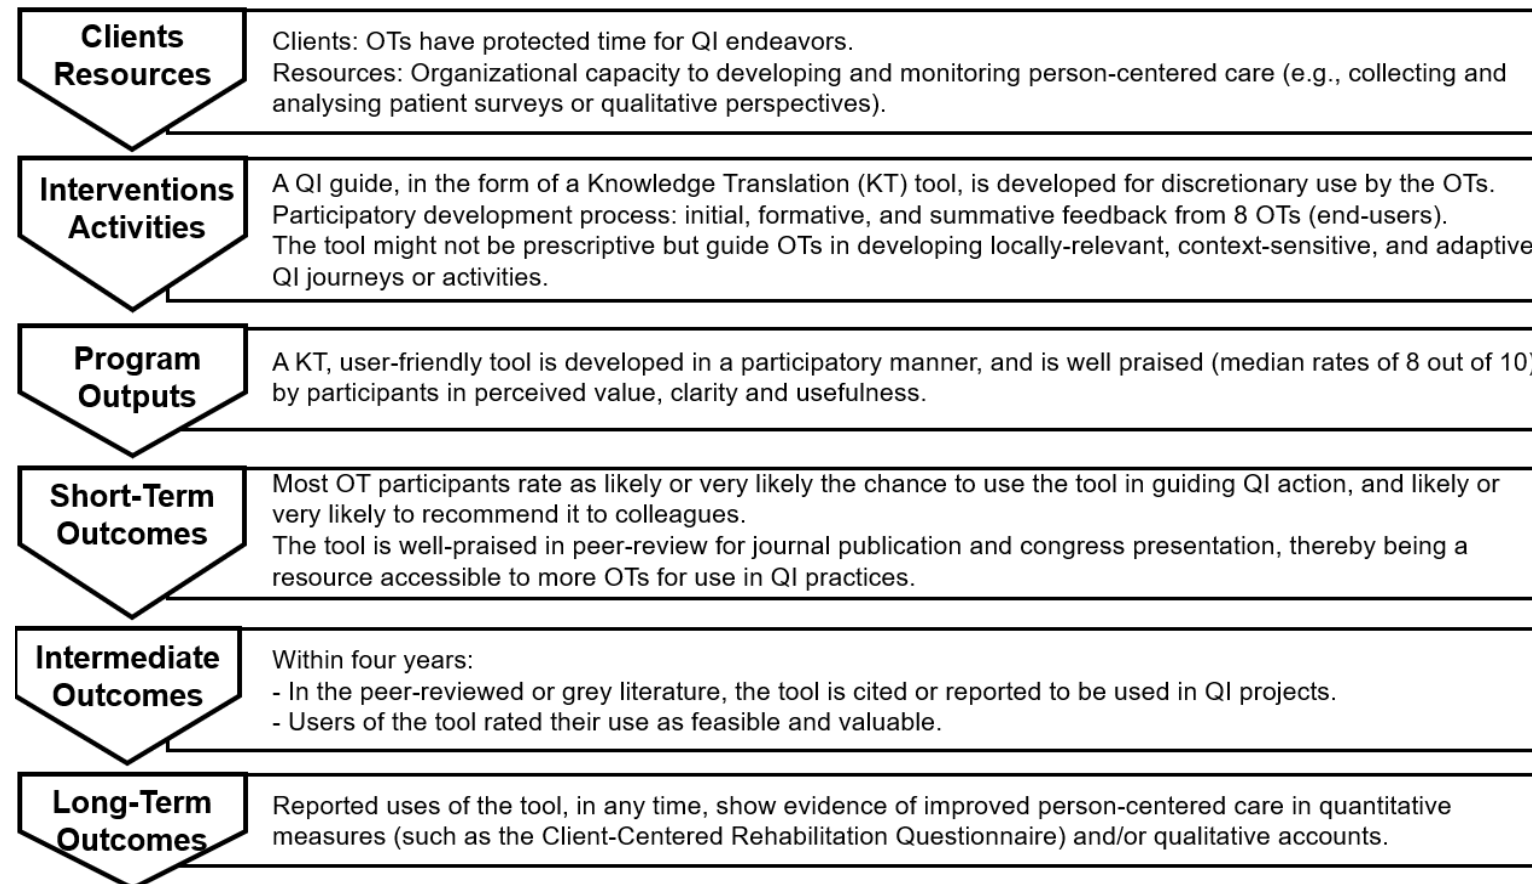 Clients
Resources
Clients: OTs have protected time for QI endeavors.
Resources: Organizational capacity to developing and monitoring person-centered care (e.g., collecting and
analysing patient surveys or qualitative perspectives).
Interventions
Activities
A QI guide, in the form of a Knowledge Translation (KT) tool, is developed for discretionary use by the OTs.
Participatory development process: initial, formative, and summative feedback from 8 OTs (end-users).
The tool might not be prescriptive but guide OTs in developing locally-relevant, context-sensitive, and adaptive
QI journeys or activities.
Program
Outputs
A KT, user-friendly tool is developed in a participatory manner, and is well praised (median rates of 8 out of 10)
by participants in perceived value, clarity and usefulness.
Short-Term
Outcomes
Most OT participants rate as likely or very likely the chance to use the tool in guiding QI action, and likely or
very likely to recommend it to colleagues.
The tool is well-praised in peer-review for journal publication and congress presentation, thereby being a
resource accessible to more OTs for use in QI practices.
Intermediate
Outcomes
Within four years:
- In the peer-reviewed or grey literature, the tool is cited or reported to be used in QI projects.
- Users of the tool rated their use as feasible and valuable.
Long-Term
Outcomes
Reported uses of the tool, in any time, show evidence of improved person-centered care in quantitative
measures (such as the Client-Centered Rehabilitation Questionnaire) and/or qualitative accounts.